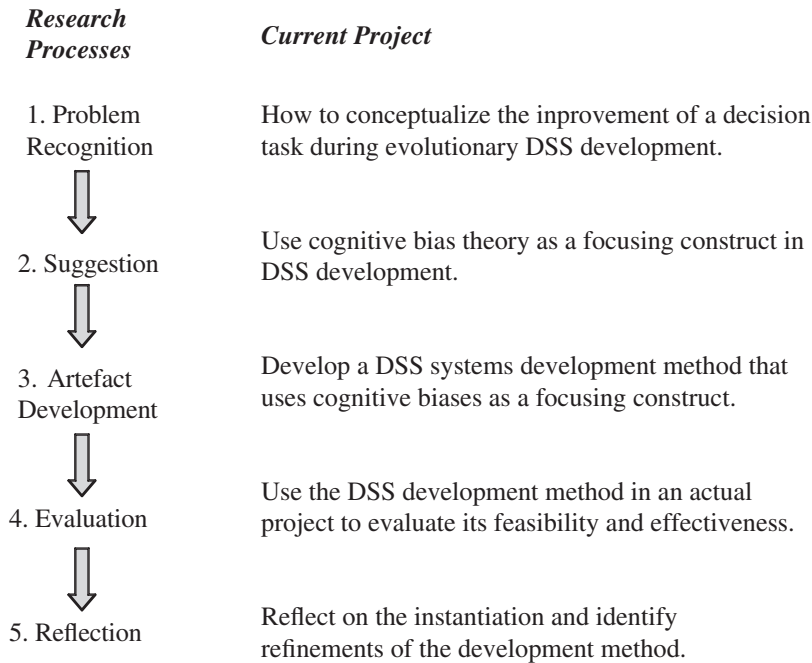 Research
Processes
Current Project
1. Problem
Recognition
How to conceptualize the inprovement of a decision
task during evolutionary DSS development.
2. Suggestion
Use cognitive bias theory as a focusing construct in
DSS development.
3. Artefact
Development
Develop a DSS systems development method that
uses cognitive biases as a focusing construct.
4. Evaluation
Use the DSS development method in an actual
project to evaluate its feasibility and effectiveness.
5. Reflection
Reflect on the instantiation and identify
refinements of the development method.